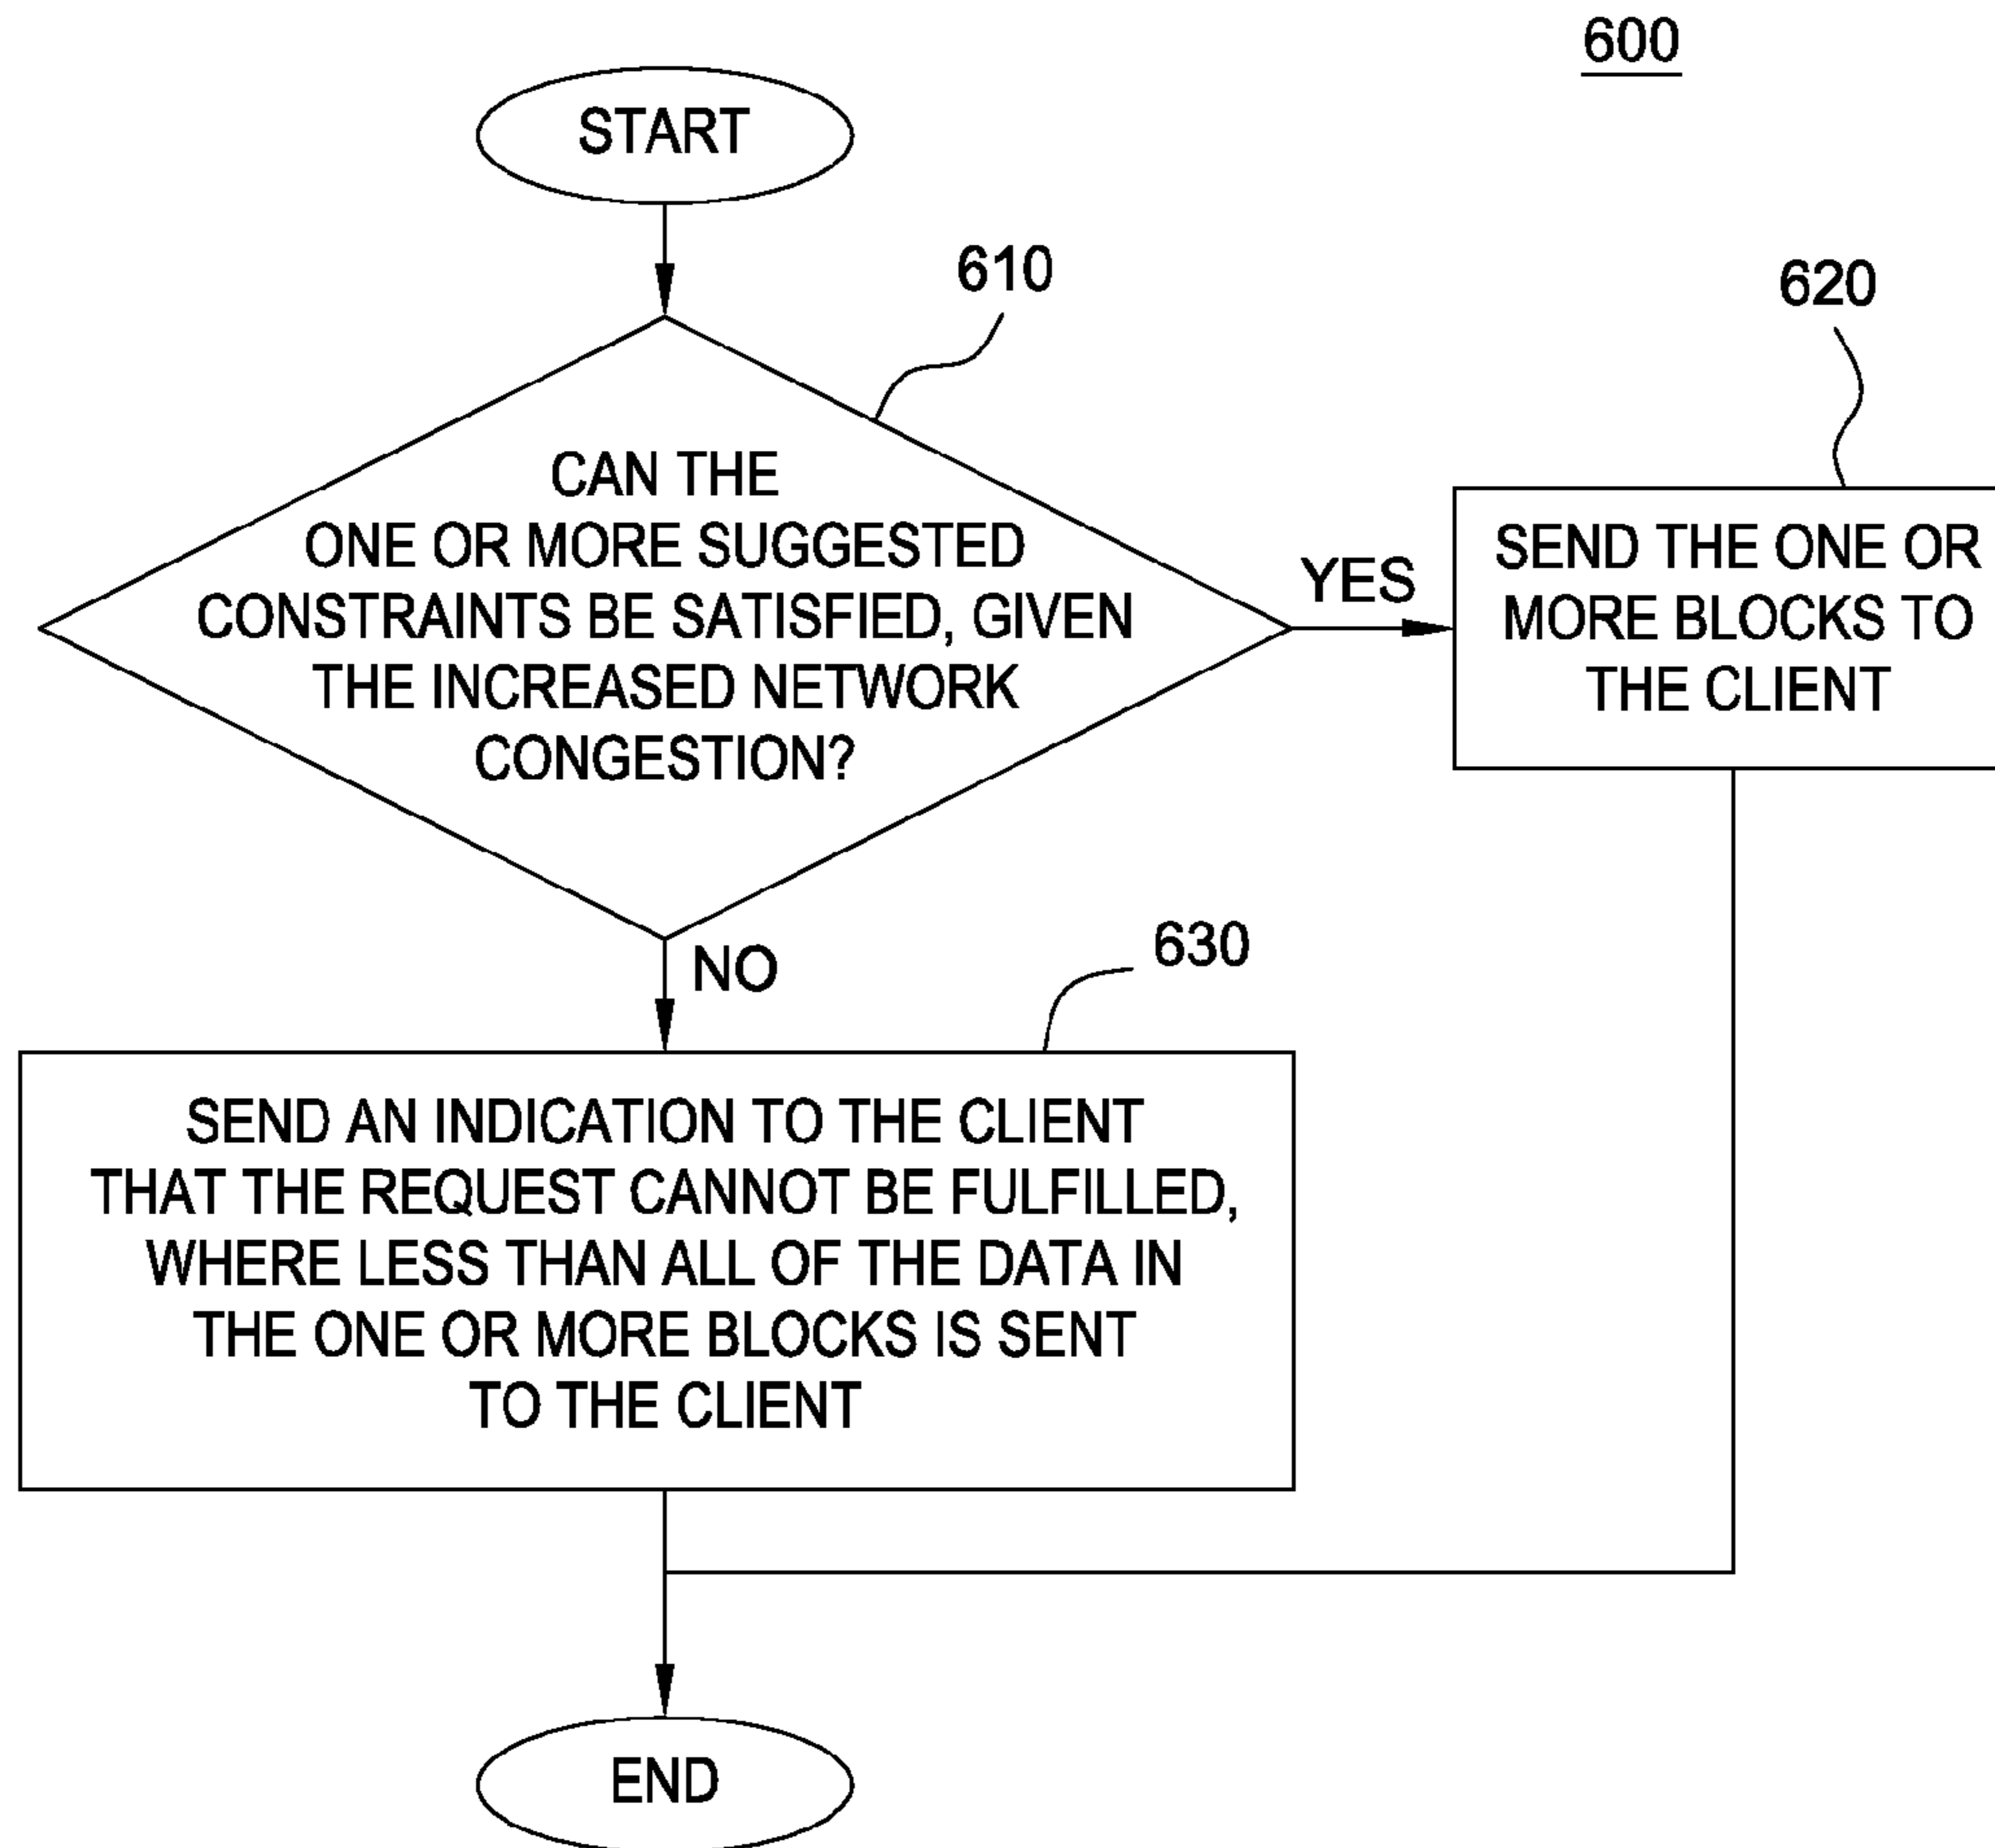 600
START
610
CAN THE
ONE OR MORE SUGGESTED
CONSTRAINTS BE SATISFIED, GIVEN
THE INCREASED NETWORK
CONGESTION?
YES
620
SEND THE ONE OR
MORE BLOCKS TO
THE CLIENT
NO
630
SEND AN INDICATION TO THE CLIENT
THAT THE REQUEST CANNOT BE FULFILLED,
WHERE LESS THAN ALL OF THE DATA IN
THE ONE OR MORE BLOCKS IS SENT
TO THE CLIENT
END